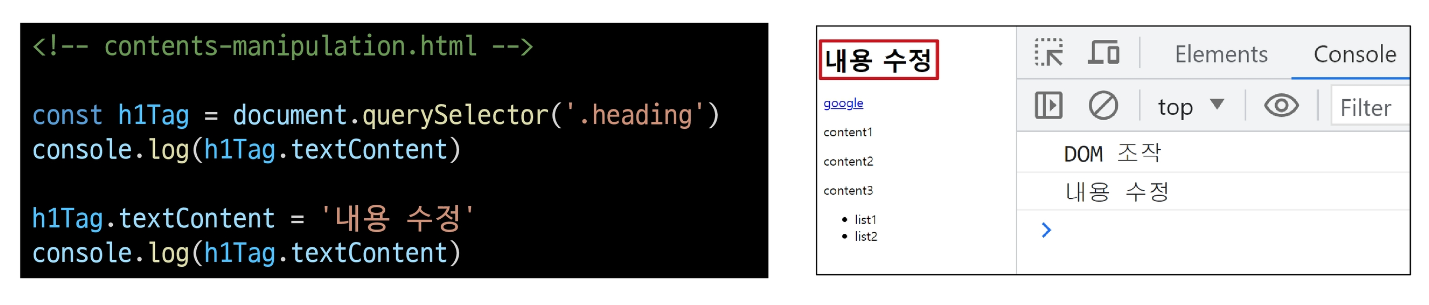 <!-- contents-manipulation.html -->
const h1Tag = document.querySelector('.heading')
console.log(h1Tag.textContent)
h1Tag.textContent = '내용 수정'
console.log(h1Tag.textContent)
내용 수정
google
content1
content2
content3
list1
list2
Elements
Console
top
Filter
DOM 조작
내용 수정